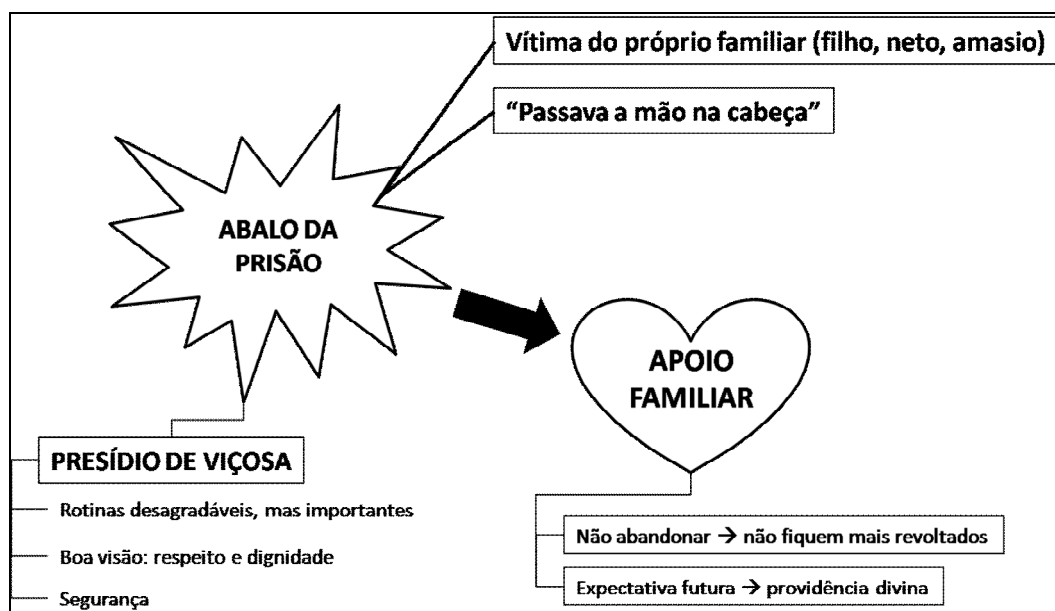 Vítima do próprio familiar (filho, neto, amasio)
“Passava a mão na cabeça”
ABALO DA
PRISÃO
APOIO
FAMILIAR
PRESÍDIO DE VIÇOSA
Rotinas desagradáveis, mas importantes
Boa visão: respeito e dignidade
Segurança
Não abandonar → não fiquem mais revoltados
Expectativa futura → providência divina